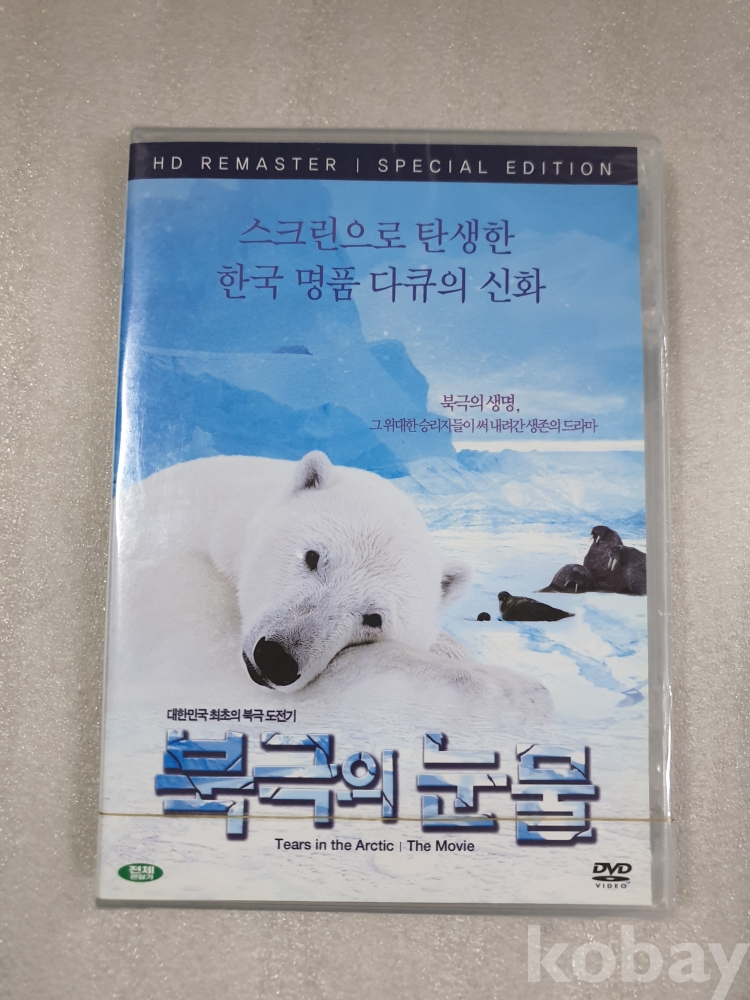 HD REMASTER | SPECIAL EDITION
스크린으로 탄생한
한국 명품 다큐의 신화
북극의 생명,
그 위대한 승리자들이 써 내려간 생존의 드라마
대한민국 최초의 북극 도전기
북극의 눈물
Tears in the Arctic | The Movie
전체
관람가
DVD
VIDEO
kobay